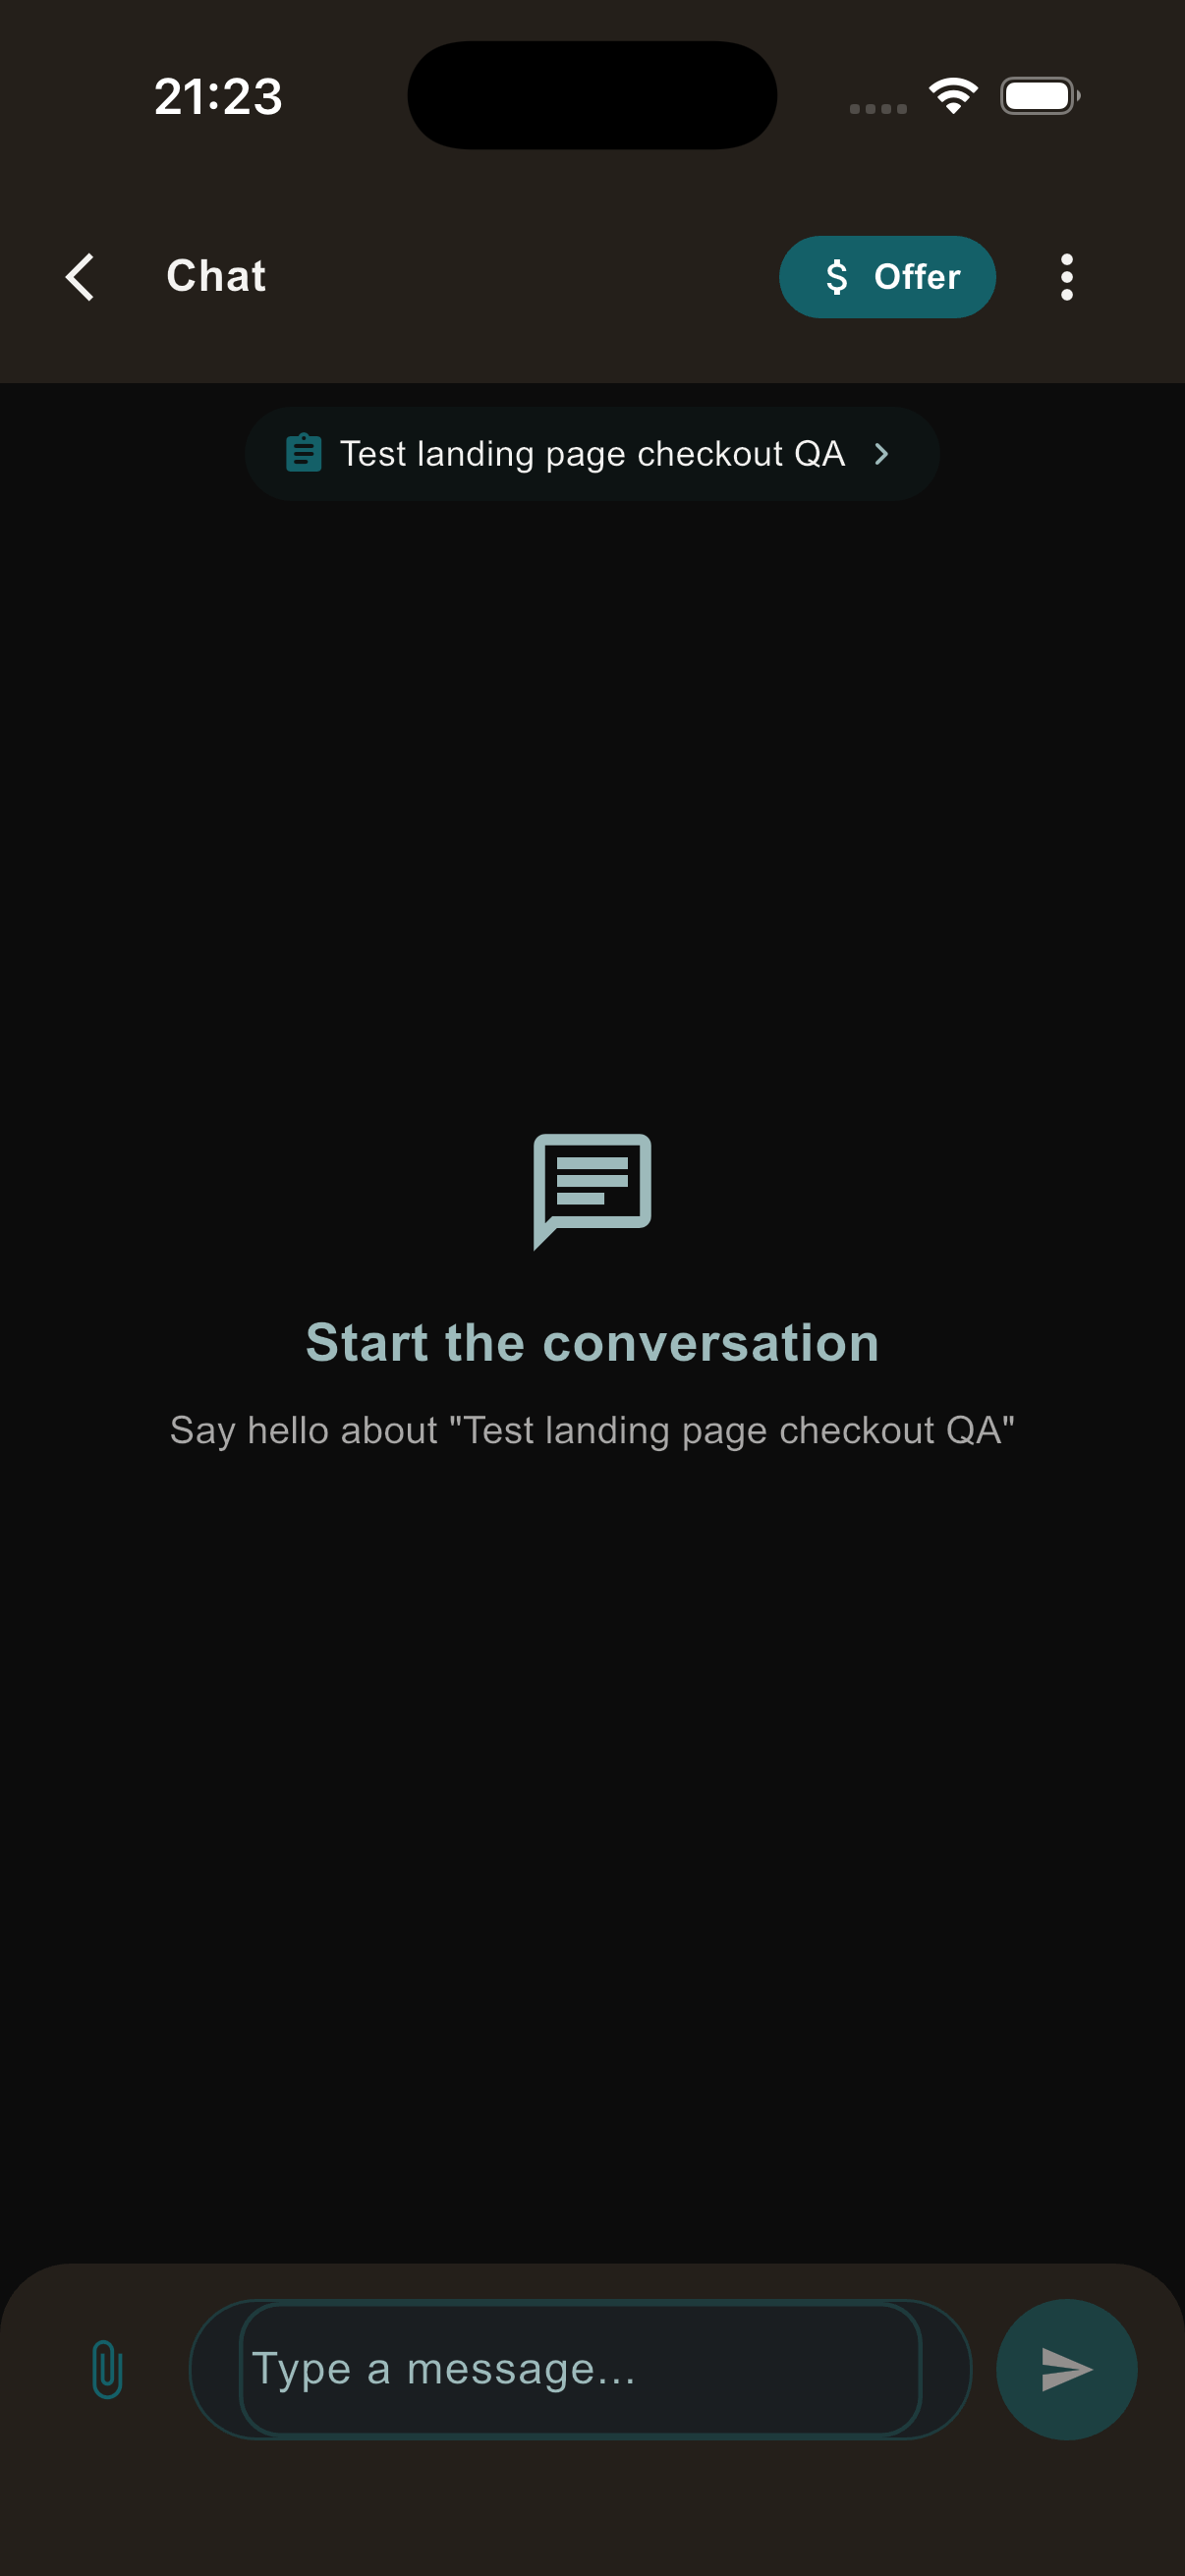 21:23
Chat
$ Offer
Test landing page checkout QA
Start the conversation
Say hello about "Test landing page checkout QA"
Type a message...